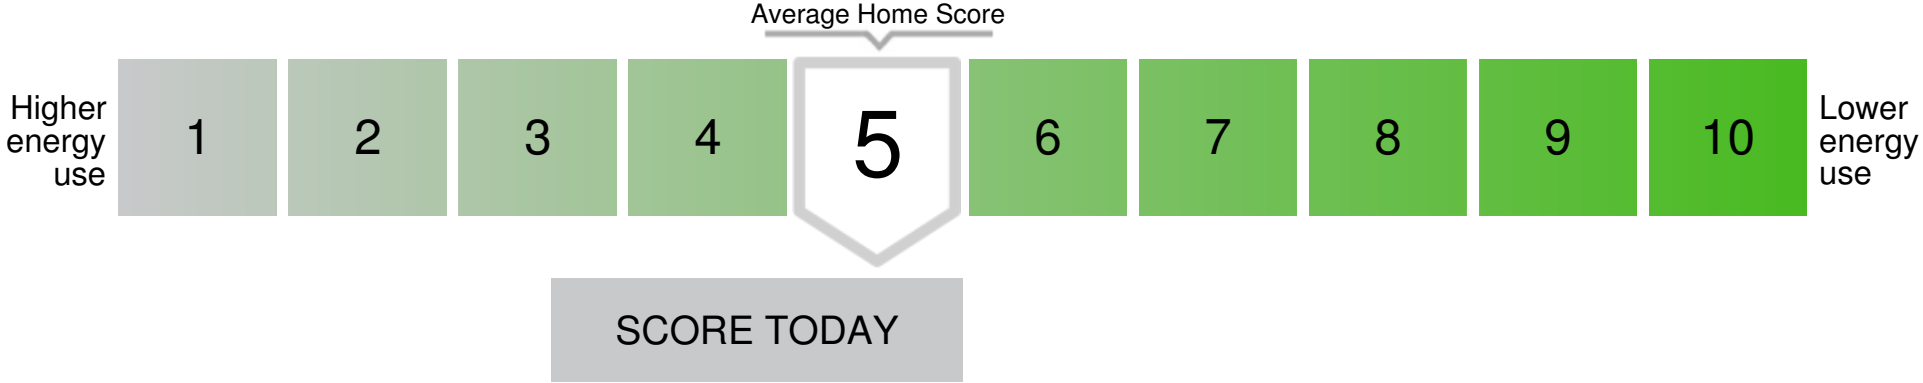 Average Home Score
Higher
energy
use
1 2 3 4 5 6 7 8 9 10
Lower
energy
use
SCORE TODAY